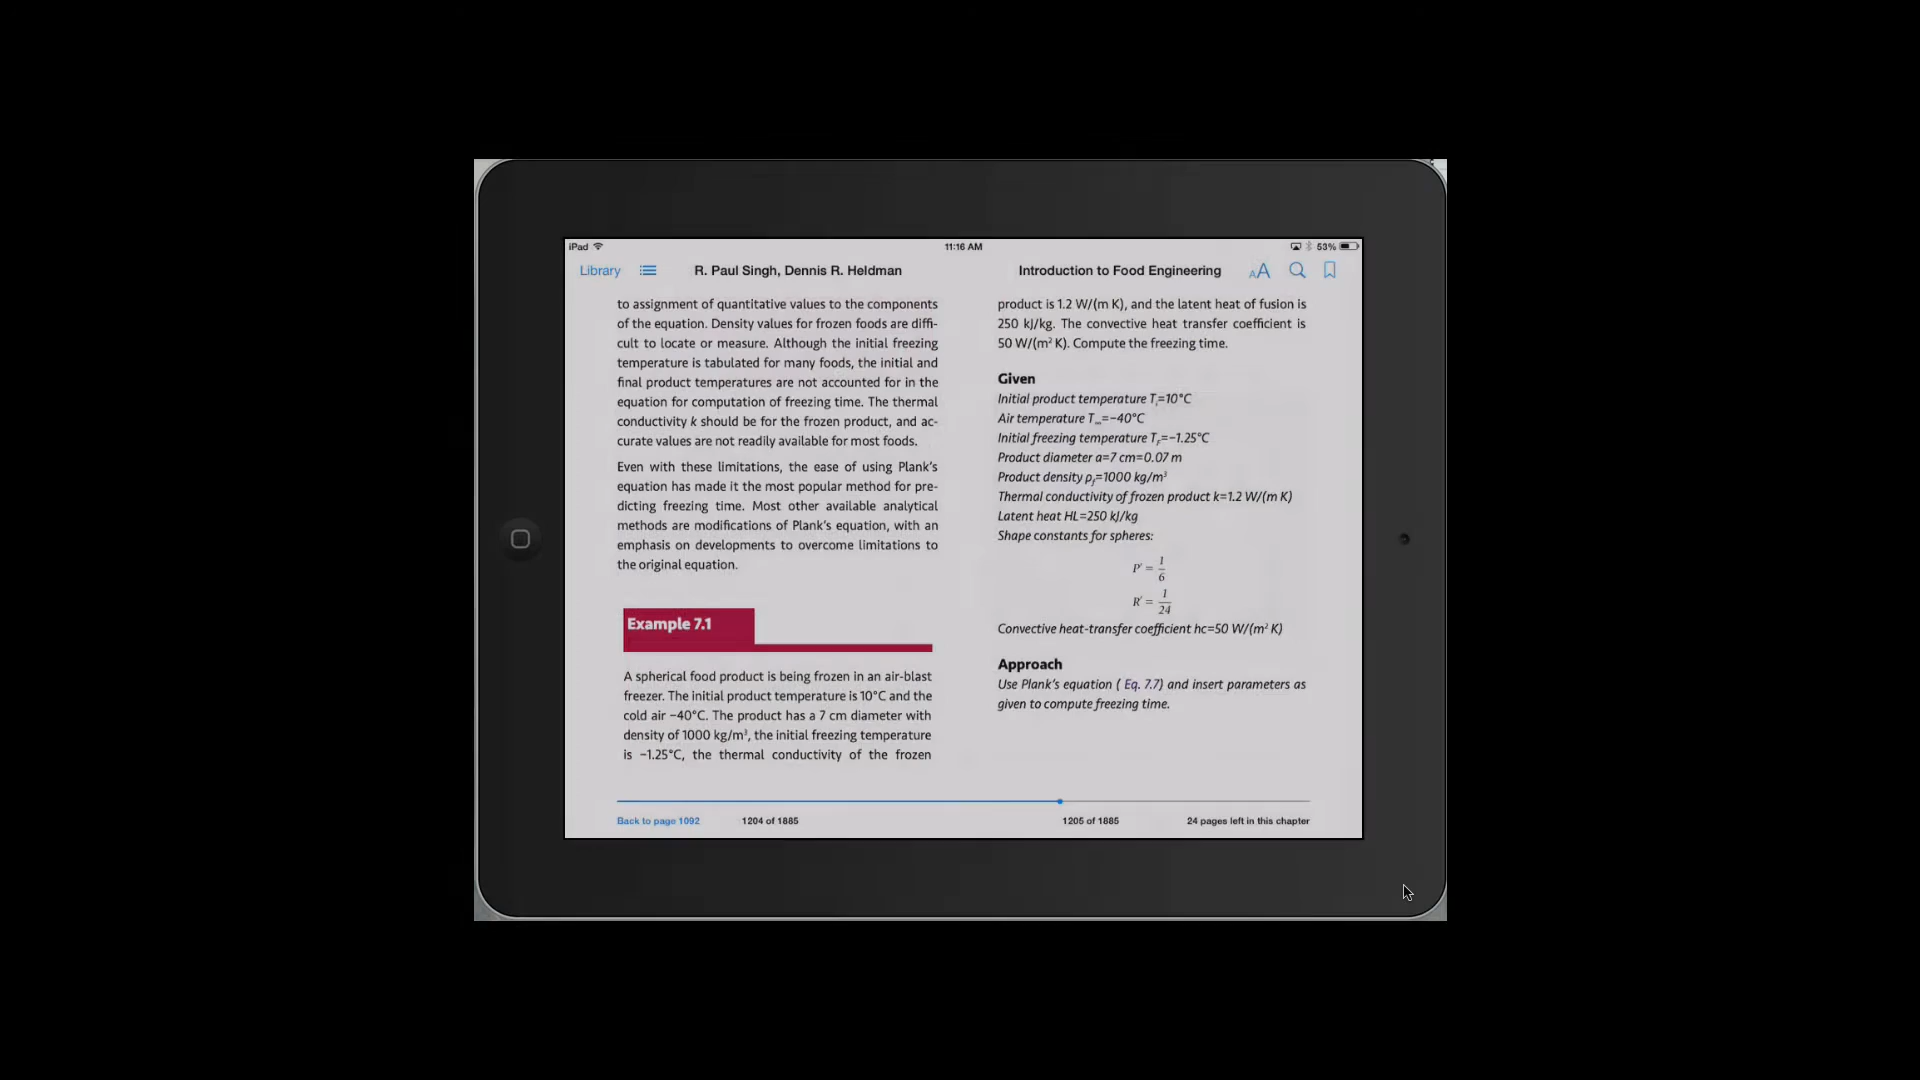 iPad
11:16 AM
53%
Library
R. Paul Singh, Dennis R. Heldman
Introduction to Food Engineering
AA
to assignment of quantitative values to the components
of the equation. Density values for frozen foods are diffi-
cult to locate or measure. Although the initial freezing
temperature is tabulated for many foods, the initial and
final product temperatures are not accounted for in the
equation for computation of freezing time. The thermal
conductivity k should be for the frozen product, and ac-
curate values are not readily available for most foods.
Even with these limitations, the ease of using Plank's
equation has made it the most popular method for pre-
dicting freezing time. Most other available analytical
methods are modifications of Plank's equation, with an
emphasis on developments to overcome limitations to
the original equation.
Example 7.1
A spherical food product is being frozen in an air-blast
freezer. The initial product temperature is 10°C and the
cold air −40°C. The product has a 7 cm diameter with
density of 1000 kg/m³, the initial freezing temperature
is −1.25°C, the thermal conductivity of the frozen
product is 1.2 W/(m K), and the latent heat of fusion is
250 kJ/kg. The convective heat transfer coefficient is
50 W/(m² K). Compute the freezing time.
Given
Initial product temperature Tᵢ=10°C
Air temperature T∞=−40°C
Initial freezing temperature T_F=−1.25°C
Product diameter a=7 cm=0.07 m
Product density ρ_f=1000 kg/m³
Thermal conductivity of frozen product k=1.2 W/(m K)
Latent heat HL=250 kJ/kg
Shape constants for spheres:
P′ = 1/6
R′ = 1/24
Convective heat-transfer coefficient hc=50 W/(m² K)
Approach
Use Plank's equation ( Eq. 7.7) and insert parameters as
given to compute freezing time.
Back to page 1092
1204 of 1885
1205 of 1885
24 pages left in this chapter